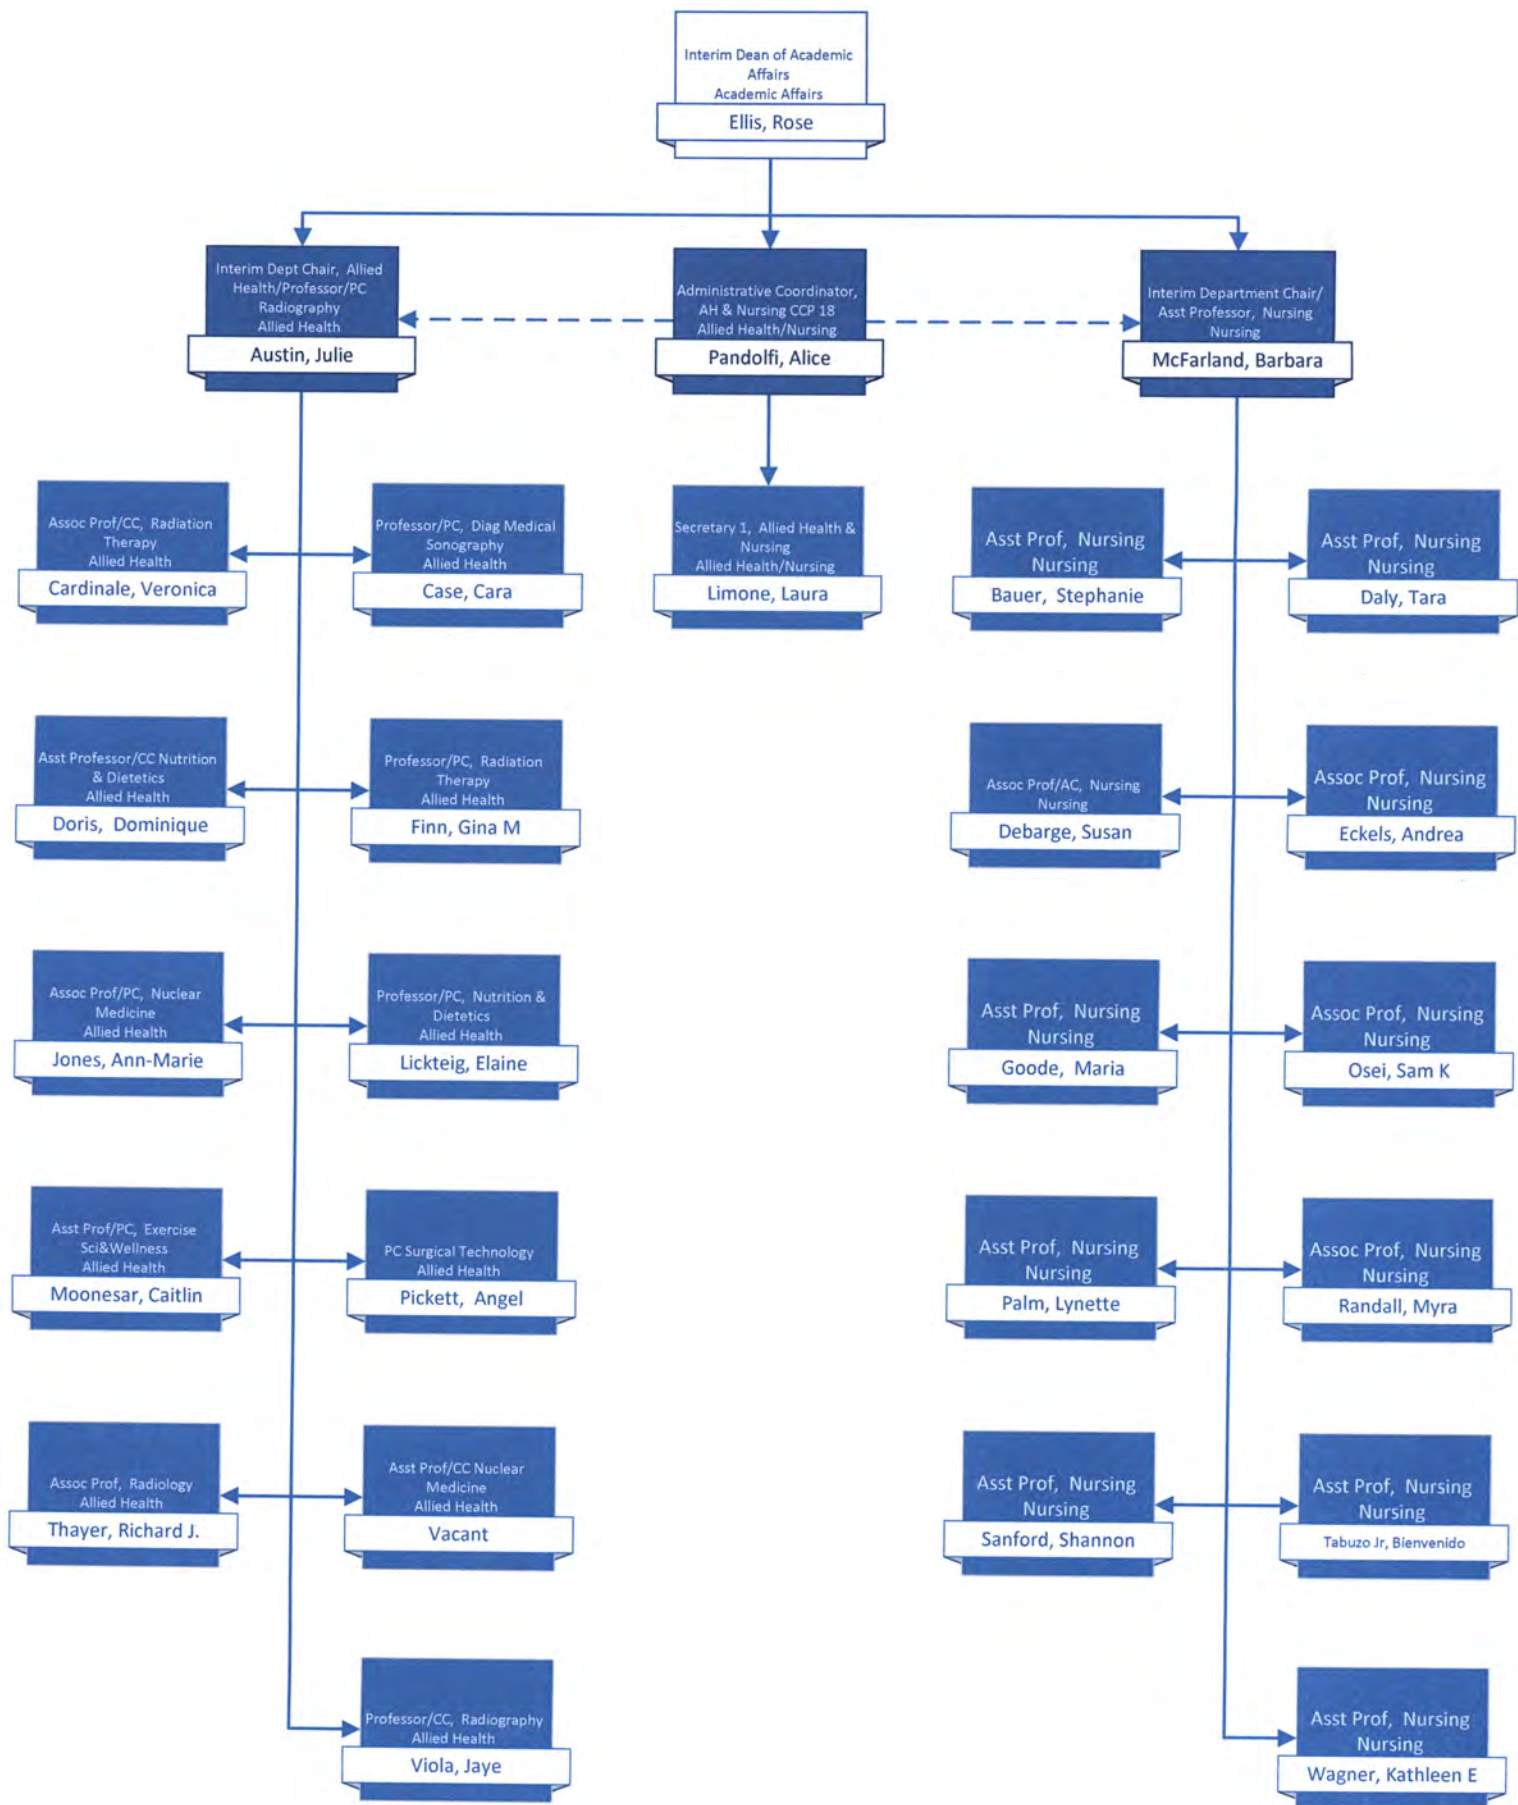 Interim Dean of Academic
Affairs
Academic Affairs
Ellis, Rose
Interim Dept Chair, Allied
Health/Professor/PC
Radiography
Allied Health
Austin, Julie
Administrative Coordinator,
AH & Nursing CCP 18
Allied Health/Nursing
Pandolfi, Alice
Interim Department Chair/
Asst Professor, Nursing
Nursing
McFarland, Barbara
Assoc Prof/CC, Radiation
Therapy
Allied Health
Cardinale, Veronica
Professor/PC, Diag Medical
Sonography
Allied Health
Case, Cara
Secretary 1, Allied Health &
Nursing
Allied Health/Nursing
Limone, Laura
Asst Prof, Nursing
Nursing
Bauer, Stephanie
Asst Prof, Nursing
Nursing
Daly, Tara
Asst Professor/CC Nutrition
& Dietetics
Allied Health
Doris, Dominique
Professor/PC, Radiation
Therapy
Allied Health
Finn, Gina M
Assoc Prof/AC, Nursing
Nursing
Debarge, Susan
Assoc Prof, Nursing
Nursing
Eckels, Andrea
Assoc Prof/PC, Nuclear
Medicine
Allied Health
Jones, Ann-Marie
Professor/PC, Nutrition &
Dietetics
Allied Health
Lickteig, Elaine
Asst Prof, Nursing
Nursing
Goode, Maria
Assoc Prof, Nursing
Nursing
Osei, Sam K
Asst Prof/PC, Exercise
Sci&Wellness
Allied Health
Moonesar, Caitlin
PC Surgical Technology
Allied Health
Pickett, Angel
Asst Prof, Nursing
Nursing
Palm, Lynette
Assoc Prof, Nursing
Nursing
Randall, Myra
Assoc Prof, Radiology
Allied Health
Thayer, Richard J.
Asst Prof/CC Nuclear
Medicine
Allied Health
Vacant
Asst Prof, Nursing
Nursing
Sanford, Shannon
Asst Prof, Nursing
Nursing
Tabuzo Jr, Bienvenido
Professor/CC, Radiography
Allied Health
Viola, Jaye
Asst Prof, Nursing
Nursing
Wagner, Kathleen E